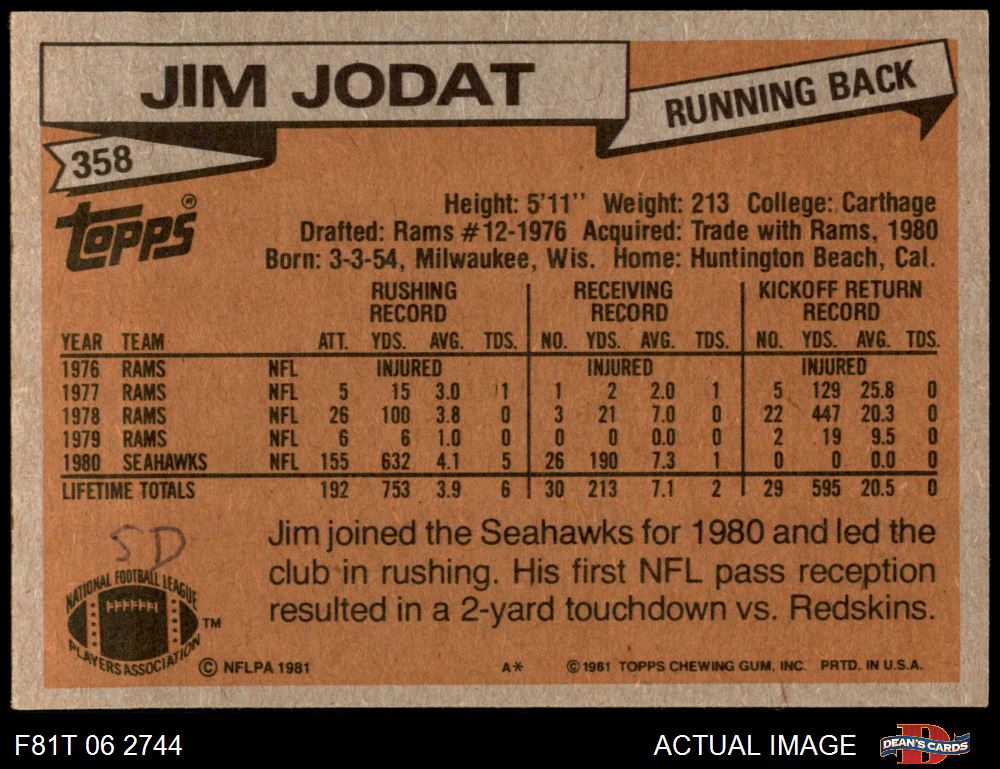 JIM JODAT
RUNNING BACK
358
topps®
Height: 5'11" Weight: 213 College: Carthage
Drafted: Rams #12-1976 Acquired: Trade with Rams, 1980
Born: 3-3-54, Milwaukee, Wis. Home: Huntington Beach, Cal.
RUSHING RECEIVING KICKOFF RETURN
RECORD RECORD RECORD
YEAR TEAM ATT. YDS. AVG. TDS. NO. YDS. AVG. TDS. NO. YDS. AVG. TDS.
1976 RAMS NFL INJURED INJURED INJURED
1977 RAMS NFL 5 15 3.0 1 1 2 2.0 1 5 129 25.8 0
1978 RAMS NFL 26 100 3.8 0 3 21 7.0 0 22 447 20.3 0
1979 RAMS NFL 6 6 1.0 0 0 0 0.0 0 2 19 9.5 0
1980 SEAHAWKS NFL 155 632 4.1 5 26 190 7.3 1 0 0 0.0 0
LIFETIME TOTALS 192 753 3.9 6 30 213 7.1 2 29 595 20.5 0
SD
Jim joined the Seahawks for 1980 and led the
club in rushing. His first NFL pass reception
resulted in a 2-yard touchdown vs. Redskins.
NATIONAL FOOTBALL LEAGUE
PLAYERS ASSOCIATION TM
© NFLPA 1981 A* © 1981 TOPPS CHEWING GUM, INC. PRTD. IN U.S.A.
F81T 06 2744 ACTUAL IMAGE DEAN'S CARDS